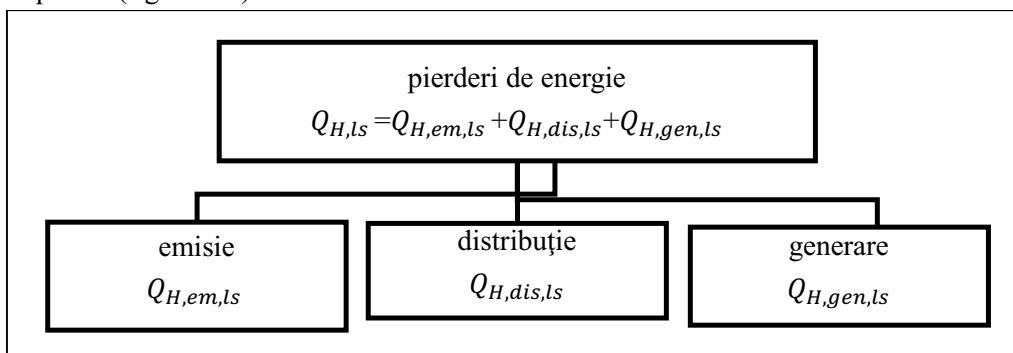 pierderi de energie
Q_{H,ls} =Q_{H,em,ls} +Q_{H,dis,ls}+Q_{H,gen,ls}
emisie
Q_{H,em,ls}
distribuţie
Q_{H,dis,ls}
generare
Q_{H,gen,ls}